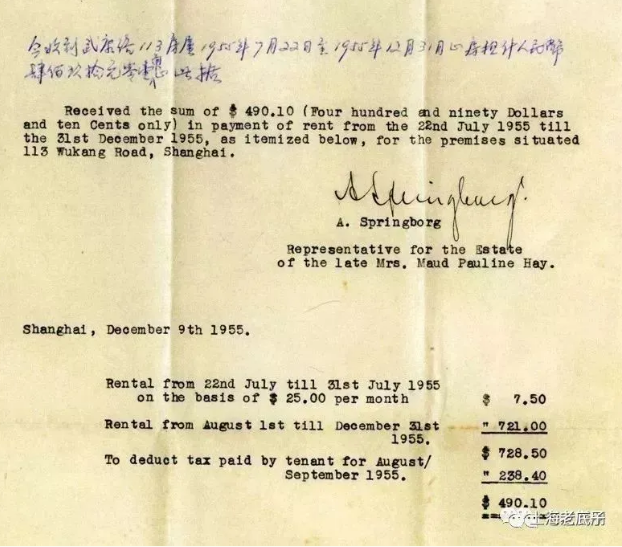 今收到武康路113房屋1955年7月22日至1955年12月31日止房租计人民币
肆佰玖拾元零壹角 此据
Received the sum of $ 490.10 (Four hundred and ninety Dollars
and ten Cents only) in payment of rent from the 22nd July 1955 till
the 31st December 1955, as itemized below, for the premises situated
113 Wukang Road, Shanghai.
A Springborg.
A. Springborg
Representative for the Estate
of the late Mrs. Maud Pauline Hay.
Shanghai, December 9th 1955.
Rental from 22nd July till 31st July 1955
on the basis of $ 25.00 per month $ 7.50
Rental from August 1st till December 31st
1955. " 721.00
$ 728.50
To deduct tax paid by tenant for August/
September 1955. " 238.40
$ 490.10
上海老底子